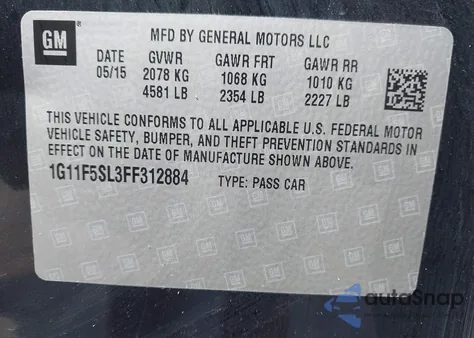 GM
MFD BY GENERAL MOTORS LLC
DATE GVWR GAWR FRT GAWR RR
05/15 2078 KG 1068 KG 1010 KG
4581 LB 2354 LB 2227 LB
THIS VEHICLE CONFORMS TO ALL APPLICABLE U.S. FEDERAL MOTOR
VEHICLE SAFETY, BUMPER, AND THEFT PREVENTION STANDARDS IN
EFFECT ON THE DATE OF MANUFACTURE SHOWN ABOVE.
1G11F5SL3FF312884 TYPE: PASS CAR
autoSnap